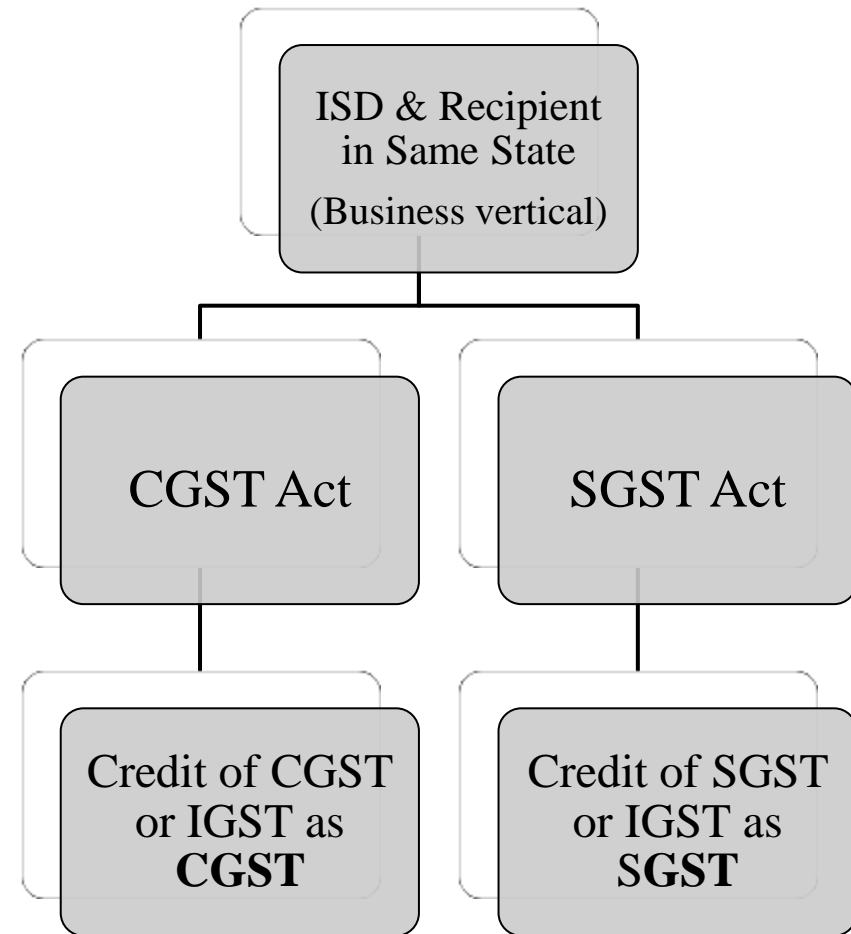 ISD & Recipient
in Same State
(Business vertical)
CGST Act
SGST Act
Credit of CGST
or IGST as
CGST
Credit of SGST
or IGST as
SGST